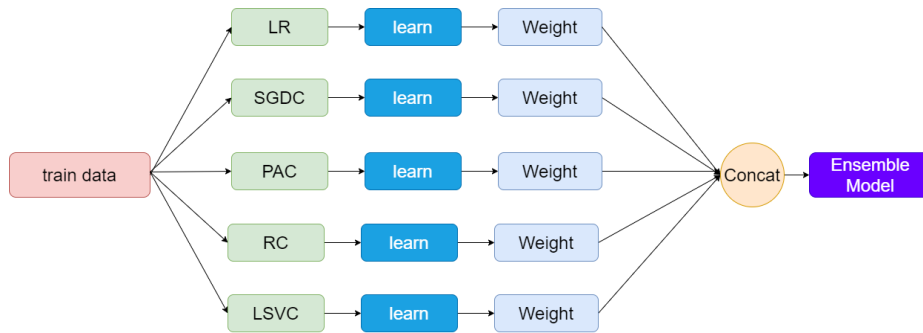 LR learn Weight
SGDC learn Weight
train data PAC learn Weight Concat Ensemble Model
RC learn Weight
LSVC learn Weight